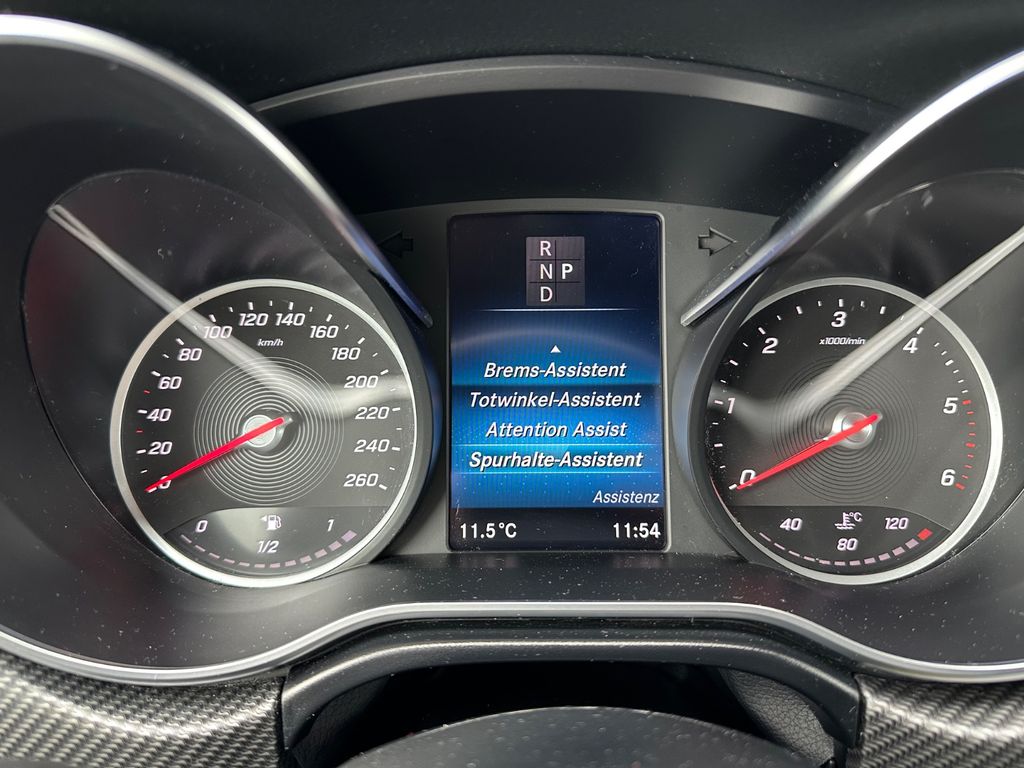 R
N P
D
Brems-Assistent
Totwinkel-Assistent
Attention Assist
Spurhalte-Assistent
Assistenz
11.5°C 11:54
0 20 40 60 80 100 120 140 160 180 200 220 240 260
km/h
0 1/2 1
0 1 2 3 4 5 6
x1000/min
40 80 120
°C